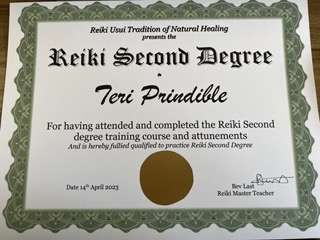 Reiki Usui Tradition of Natural Healing
presents the
Reiki Second Degree
Teri Prindible
For having attended and completed the Reiki Second
degree training course and attunements
And is hereby fullied qualified to practice Reiki Second Degree
Date 14th April 2023
Bev Last
Reiki Master Teacher